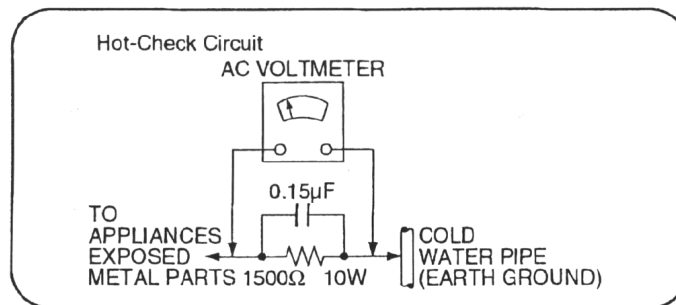 Hot-Check Circuit
AC VOLTMETER
0.15µF
TO
APPLIANCES
EXPOSED
METAL PARTS
1500Ω
10W
COLD
WATER PIPE
(EARTH GROUND)